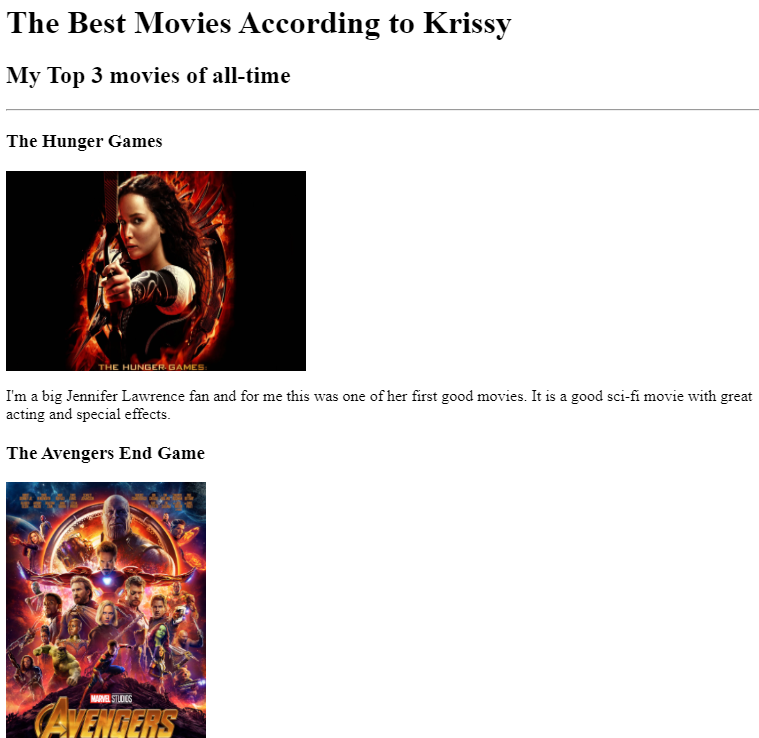 The Best Movies According to Krissy
My Top 3 movies of all-time
The Hunger Games
THE HUNGER GAMES
I'm a big Jennifer Lawrence fan and for me this was one of her first good movies. It is a good sci-fi movie with great
acting and special effects.
The Avengers End Game
MARVEL STUDIOS
AVENGERS